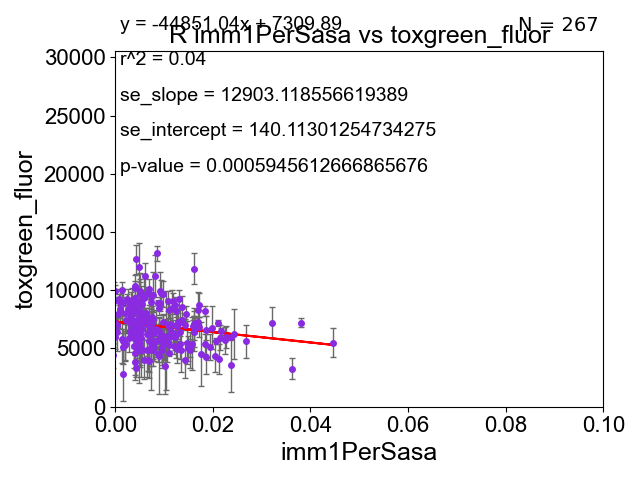 y = -44851.04x + 7309.89
N = 267
R imm1PerSasa vs toxgreen_fluor
r^2 = 0.04
se_slope = 12903.118556619389
se_intercept = 140.11301254734275
p-value = 0.0005945612666865676
30000
25000
20000
15000
10000
5000
0
toxgreen_fluor
0.00 0.02 0.04 0.06 0.08 0.10
imm1PerSasa